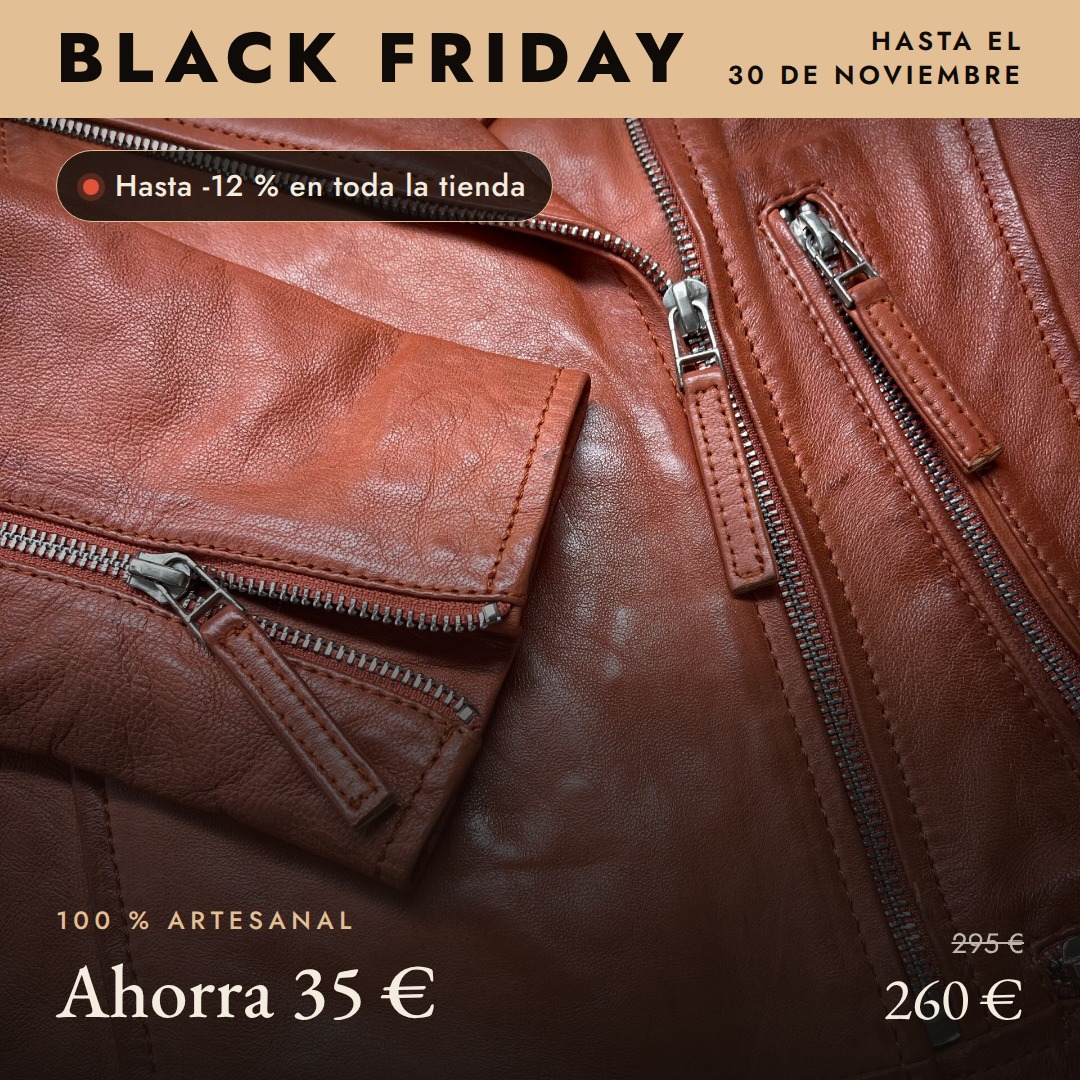 BLACK FRIDAY
HASTA EL
30 DE NOVIEMBRE
Hasta -12 % en toda la tienda
100 % ARTESANAL
Ahorra 35 €
295 €
260 €